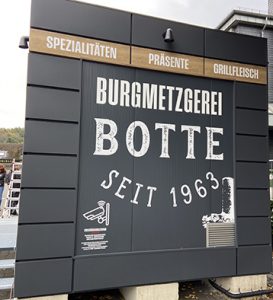 SPEZIALITÄTEN PRÄSENTE GRILLFLEISCH
BURGMETZGEREI
BOTTE
SEIT 1963